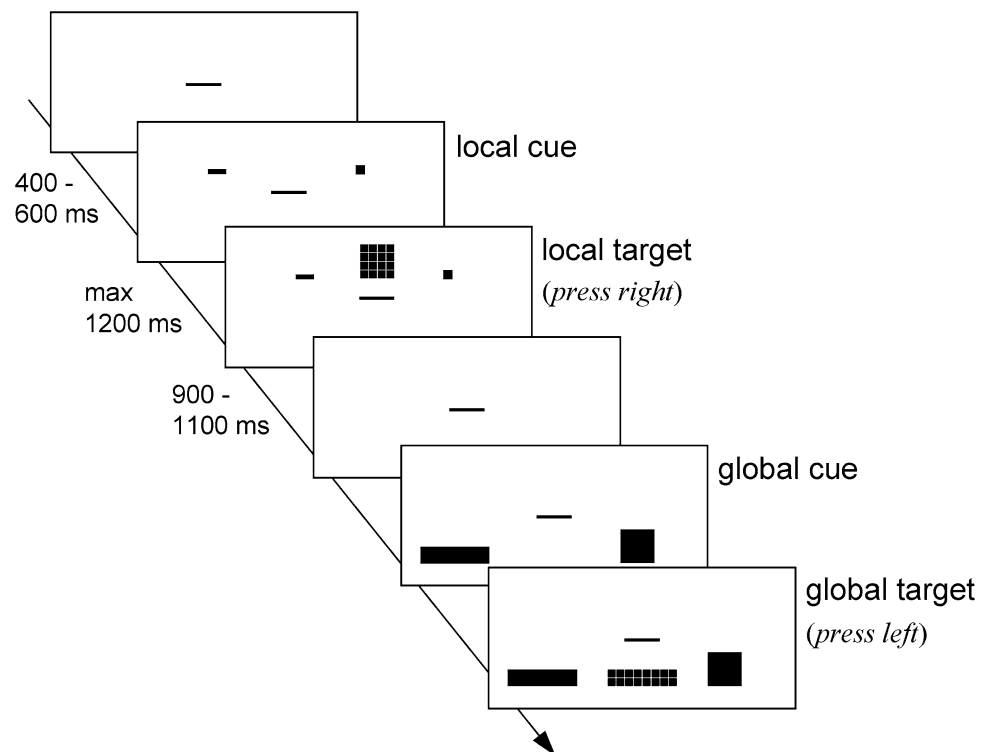 local cue
400 -
600 ms
local target
(press right)
max
1200 ms
900 -
1100 ms
global cue
global target
(press left)